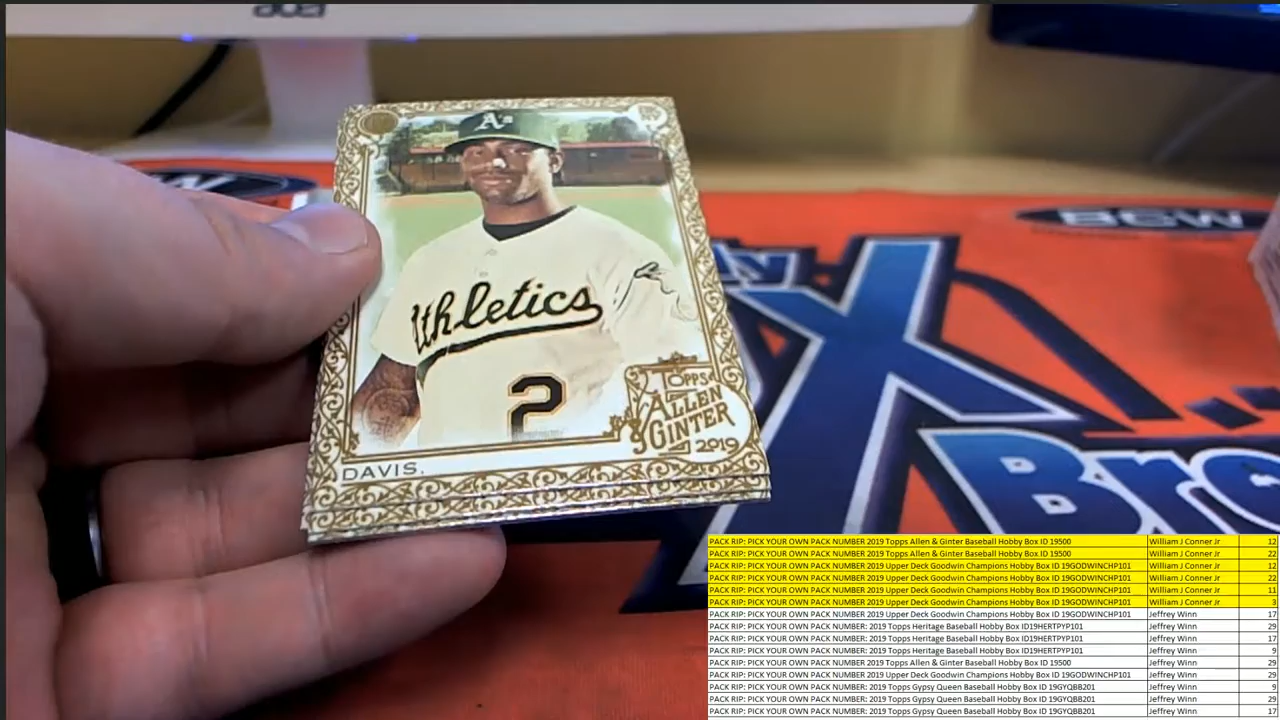 acer
A's
BCW
BCW
Athletics
2
TOPPS
ALLEN
GINTER
2019
DAVIS.
X
Bre
PACK RIP: PICK YOUR OWN PACK NUMBER 2019 Topps Allen & Ginter Baseball Hobby Box ID 19500 William J Conner Jr 12
PACK RIP: PICK YOUR OWN PACK NUMBER 2019 Topps Allen & Ginter Baseball Hobby Box ID 19500 William J Conner Jr 22
PACK RIP: PICK YOUR OWN PACK NUMBER 2019 Upper Deck Goodwin Champions Hobby Box ID 19GODWINCHP101 William J Conner Jr 12
PACK RIP: PICK YOUR OWN PACK NUMBER 2019 Upper Deck Goodwin Champions Hobby Box ID 19GODWINCHP101 William J Conner Jr 22
PACK RIP: PICK YOUR OWN PACK NUMBER 2019 Upper Deck Goodwin Champions Hobby Box ID 19GODWINCHP101 William J Conner Jr 11
PACK RIP: PICK YOUR OWN PACK NUMBER 2019 Upper Deck Goodwin Champions Hobby Box ID 19GODWINCHP101 William J Conner Jr 3
PACK RIP: PICK YOUR OWN PACK NUMBER 2019 Upper Deck Goodwin Champions Hobby Box ID 19GODWINCHP101 Jeffrey Winn 17
PACK RIP: PICK YOUR OWN PACK NUMBER: 2019 Topps Heritage Baseball Hobby Box ID19HERTPYP101 Jeffrey Winn 29
PACK RIP: PICK YOUR OWN PACK NUMBER: 2019 Topps Heritage Baseball Hobby Box ID19HERTPYP101 Jeffrey Winn 17
PACK RIP: PICK YOUR OWN PACK NUMBER: 2019 Topps Heritage Baseball Hobby Box ID19HERTPYP101 Jeffrey Winn 9
PACK RIP: PICK YOUR OWN PACK NUMBER 2019 Topps Allen & Ginter Baseball Hobby Box ID 19500 Jeffrey Winn 29
PACK RIP: PICK YOUR OWN PACK NUMBER 2019 Upper Deck Goodwin Champions Hobby Box ID 19GODWINCHP101 Jeffrey Winn 29
PACK RIP: PICK YOUR OWN PACK NUMBER: 2019 Topps Gypsy Queen Baseball Hobby Box ID 19GYQBB201 Jeffrey Winn 9
PACK RIP: PICK YOUR OWN PACK NUMBER: 2019 Topps Gypsy Queen Baseball Hobby Box ID 19GYQBB201 Jeffrey Winn 29
PACK RIP: PICK YOUR OWN PACK NUMBER: 2019 Topps Gypsy Queen Baseball Hobby Box ID 19GYQBB201 Jeffrey Winn 17